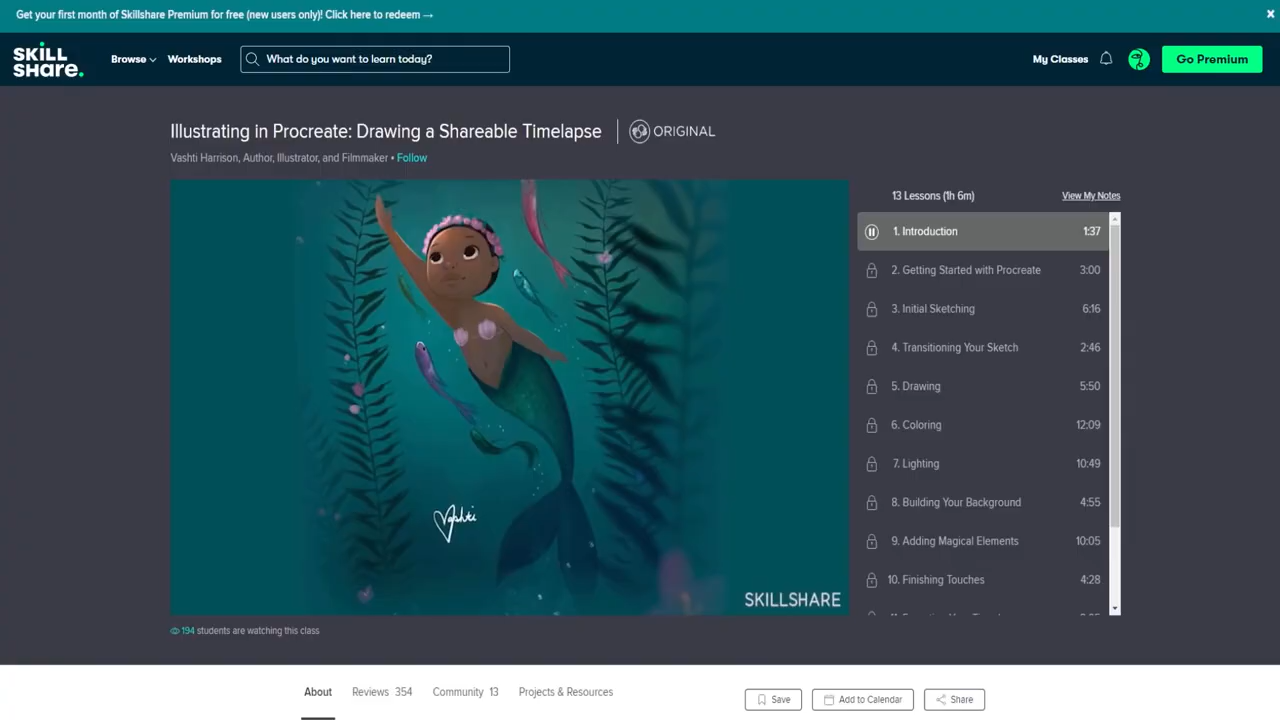 Get your first month of Skillshare Premium for free (new users only)! Click here to redeem →
SKILL
SHARE.
Browse
Workshops
What do you want to learn today?
My Classes
Go Premium
Illustrating in Procreate: Drawing a Shareable Timelapse
ORIGINAL
Vashti Harrison, Author, Illustrator, and Filmmaker • Follow
Vashti
SKILLSHARE
194 students are watching this class
13 Lessons (1h 6m)
View My Notes
1. Introduction 1:37
2. Getting Started with Procreate 3:00
3. Initial Sketching 6:16
4. Transitioning Your Sketch 2:46
5. Drawing 5:50
6. Coloring 12:09
7. Lighting 10:49
8. Building Your Background 4:55
9. Adding Magical Elements 10:05
10. Finishing Touches 4:28
About
Reviews 354
Community 13
Projects & Resources
Save
Add to Calendar
Share